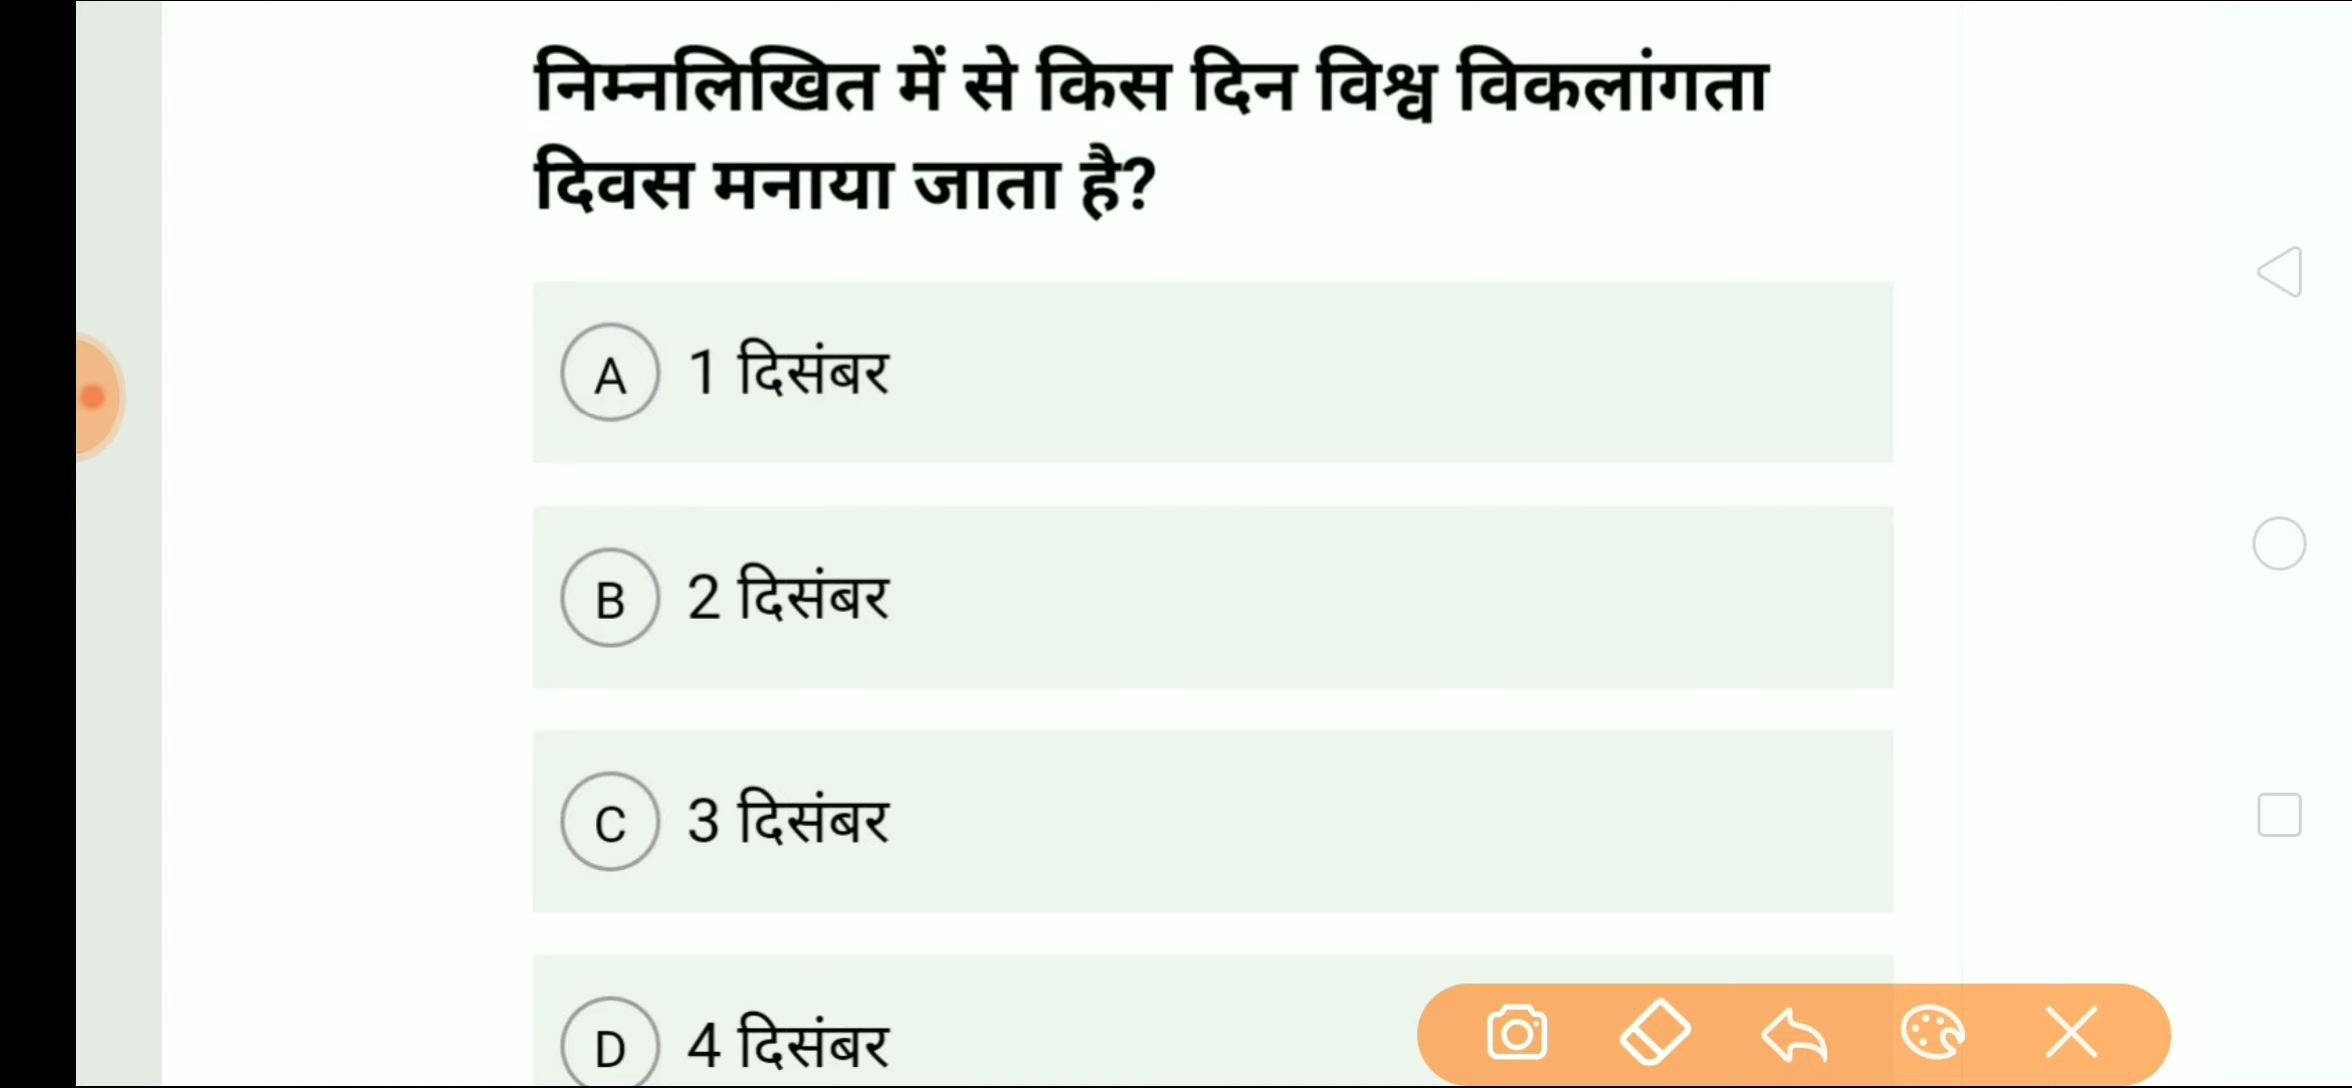 निम्नलिखित में से किस दिन विश्व विकलांगता
दिवस मनाया जाता है?
A 1 दिसंबर
B 2 दिसंबर
C 3 दिसंबर
D 4 दिसंबर